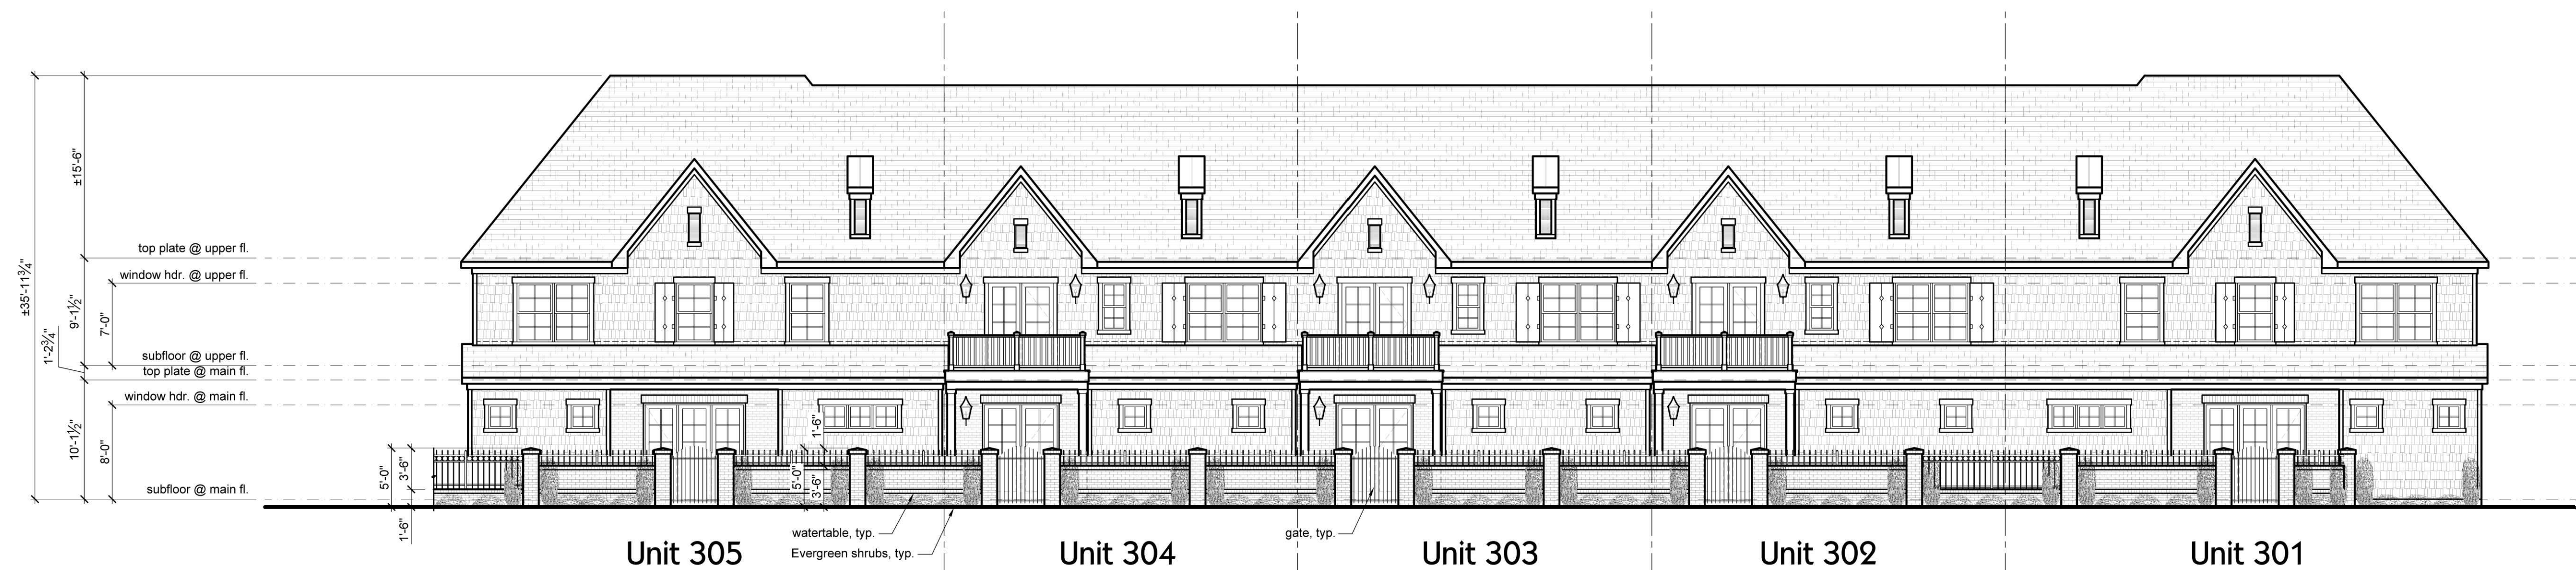 ±35'-11¾"
±15'-6"
top plate @ upper fl.
window hdr. @ upper fl.
9'-1½"
7'-0"
1'-2¾"
subfloor @ upper fl.
top plate @ main fl.
window hdr. @ main fl.
10'-1½"
8'-0"
subfloor @ main fl.
5'-0"
3'-6"
1'-6"
1'-6"
5'-0"
3'-6"
watertable, typ.
Evergreen shrubs, typ.
gate, typ.
Unit 305
Unit 304
Unit 303
Unit 302
Unit 301